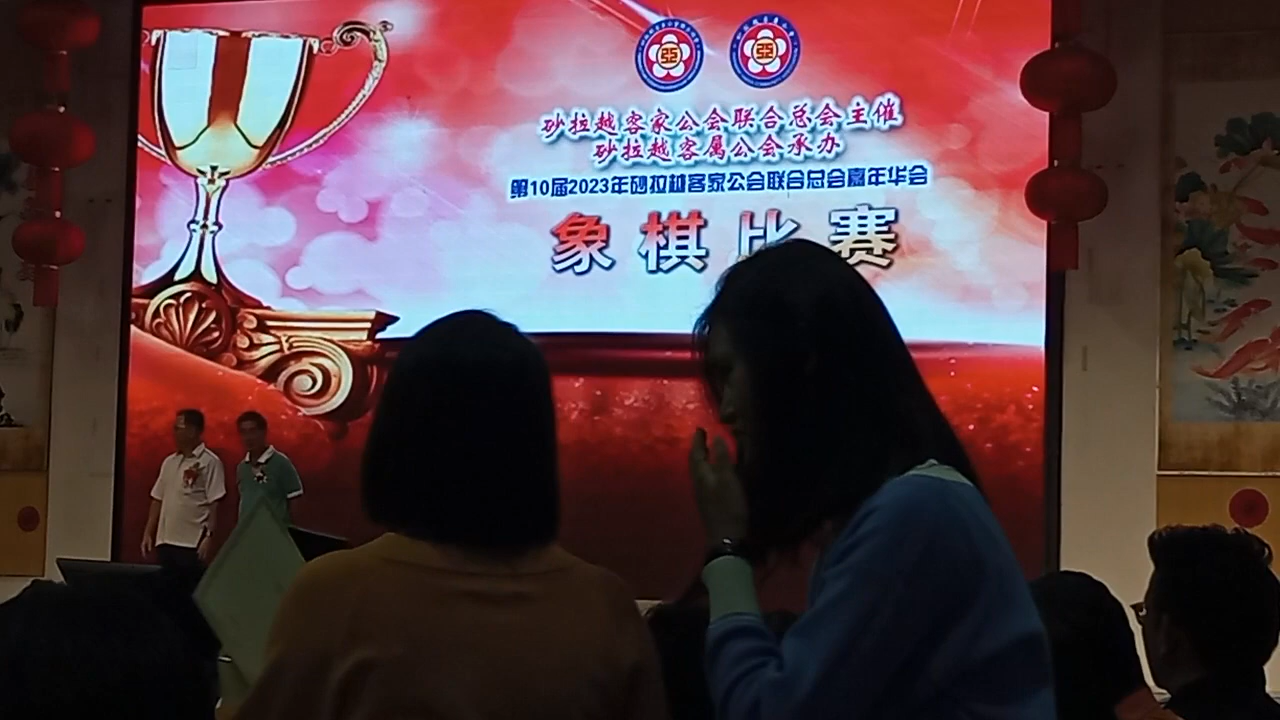 砂拉越客家公会联合总会主催
砂拉越客属公会承办
第10届2023年砂拉越客家公会联合总会嘉年华会
象棋比赛